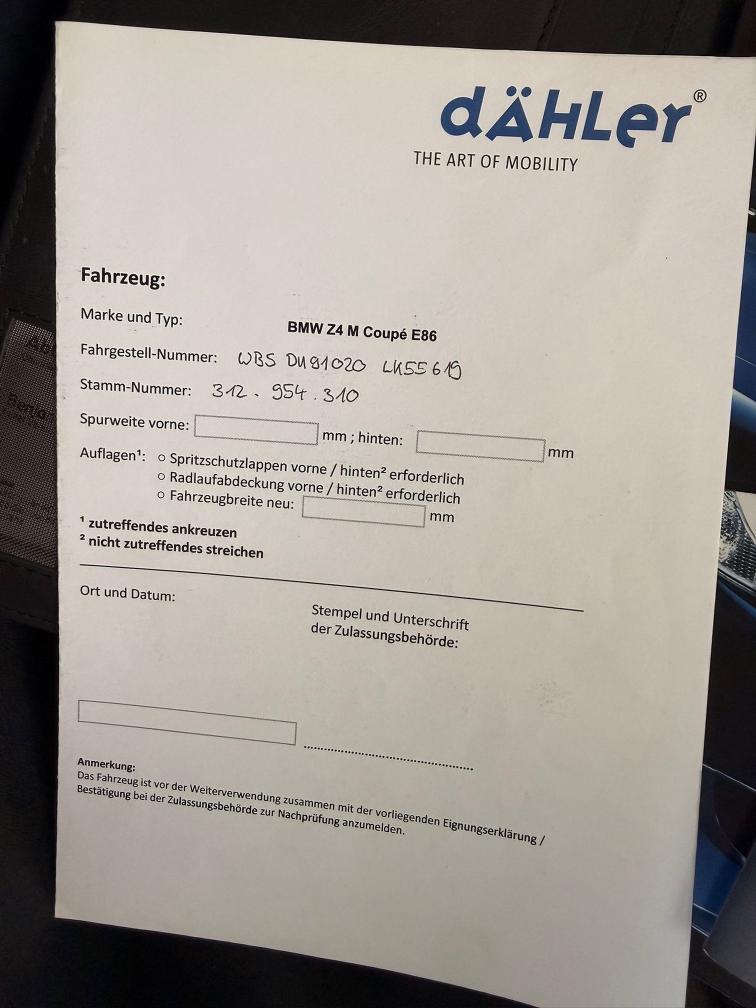 dÄHLer®
THE ART OF MOBILITY
Fahrzeug:
Marke und Typ: BMW Z4 M Coupé E86
Fahrgestell-Nummer: WBS DU91020 LK55619
Stamm-Nummer: 312.954.310
Spurweite vorne: mm ; hinten: mm
Auflagen¹: ○ Spritzschutzlappen vorne / hinten² erforderlich
○ Radlaufabdeckung vorne / hinten² erforderlich
○ Fahrzeugbreite neu: mm
¹ zutreffendes ankreuzen
² nicht zutreffendes streichen
Ort und Datum:
Stempel und Unterschrift
der Zulassungsbehörde:
Anmerkung:
Das Fahrzeug ist vor der Weiterverwendung zusammen mit der vorliegenden Eignungserklärung /
Bestätigung bei der Zulassungsbehörde zur Nachprüfung anzumelden.